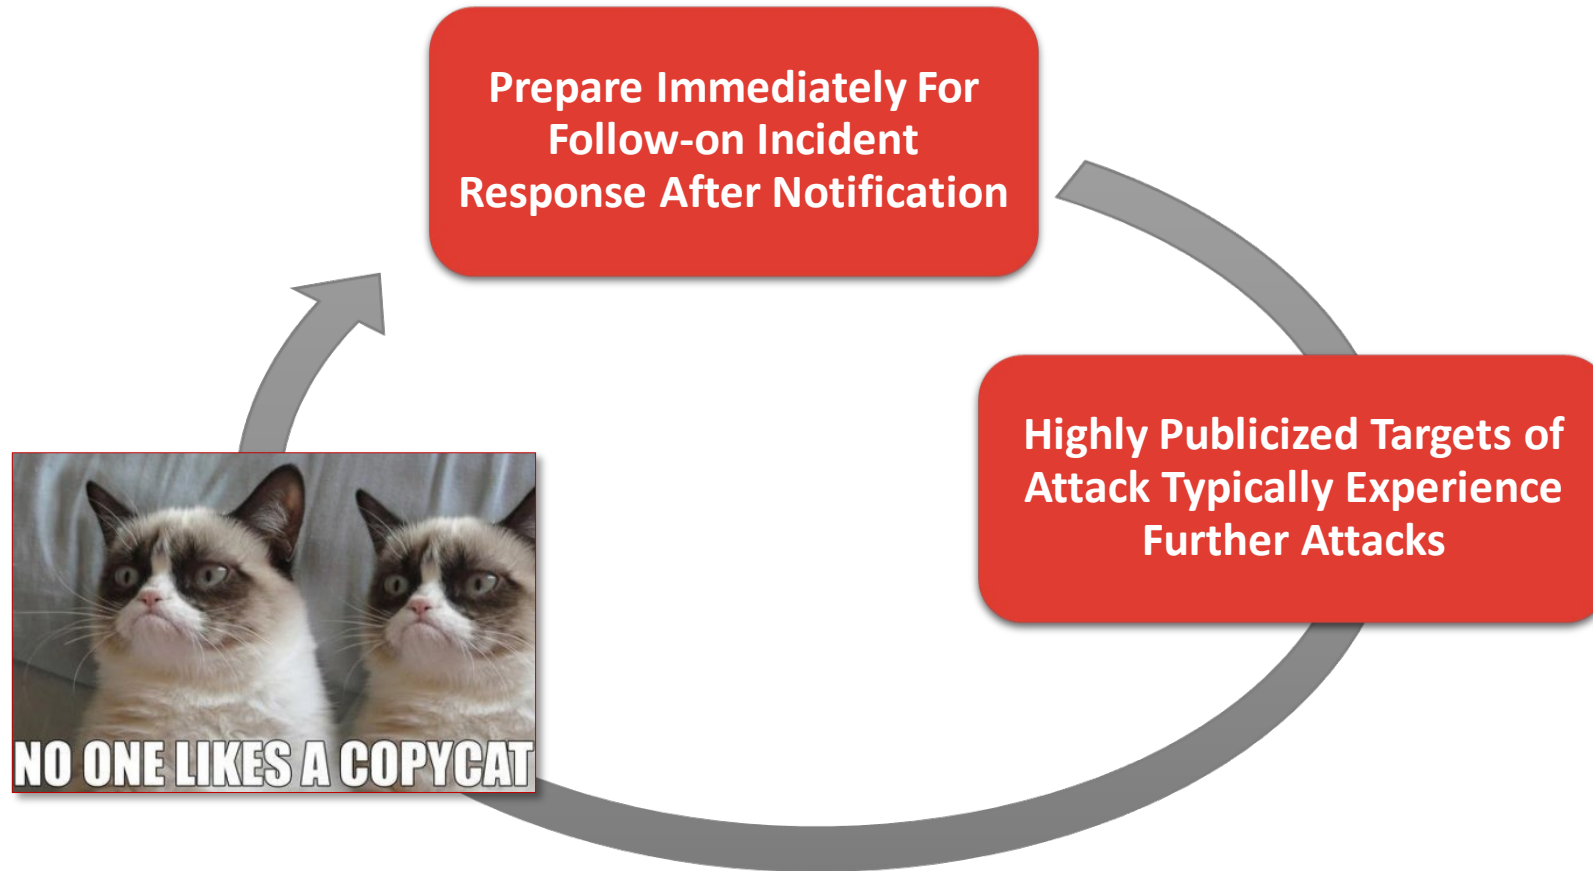 Prepare Immediately For
Follow-on Incident
Response After Notification
Highly Publicized Targets of
Attack Typically Experience
Further Attacks
NO ONE LIKES A COPYCAT